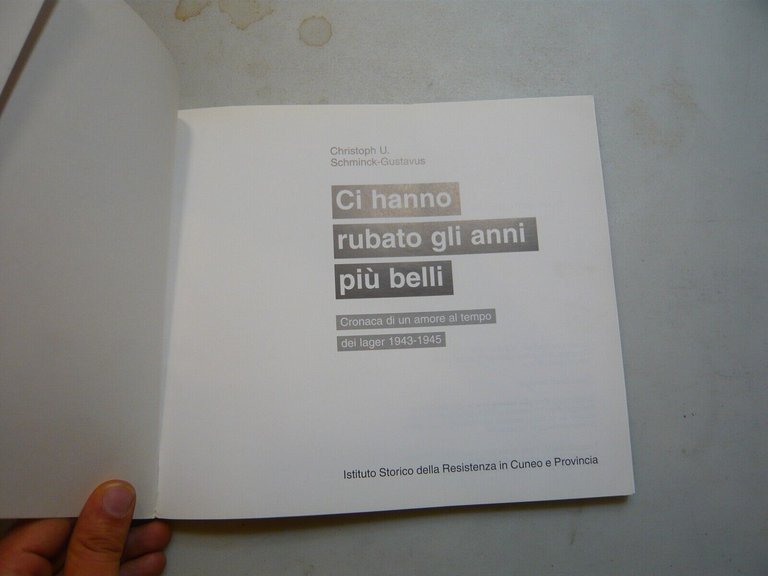 Christoph U.
Schminck-Gustavus
Ci hanno
rubato gli anni
più belli
Cronaca di un amore al tempo
dei lager 1943-1945
Istituto Storico della Resistenza in Cuneo e Provincia